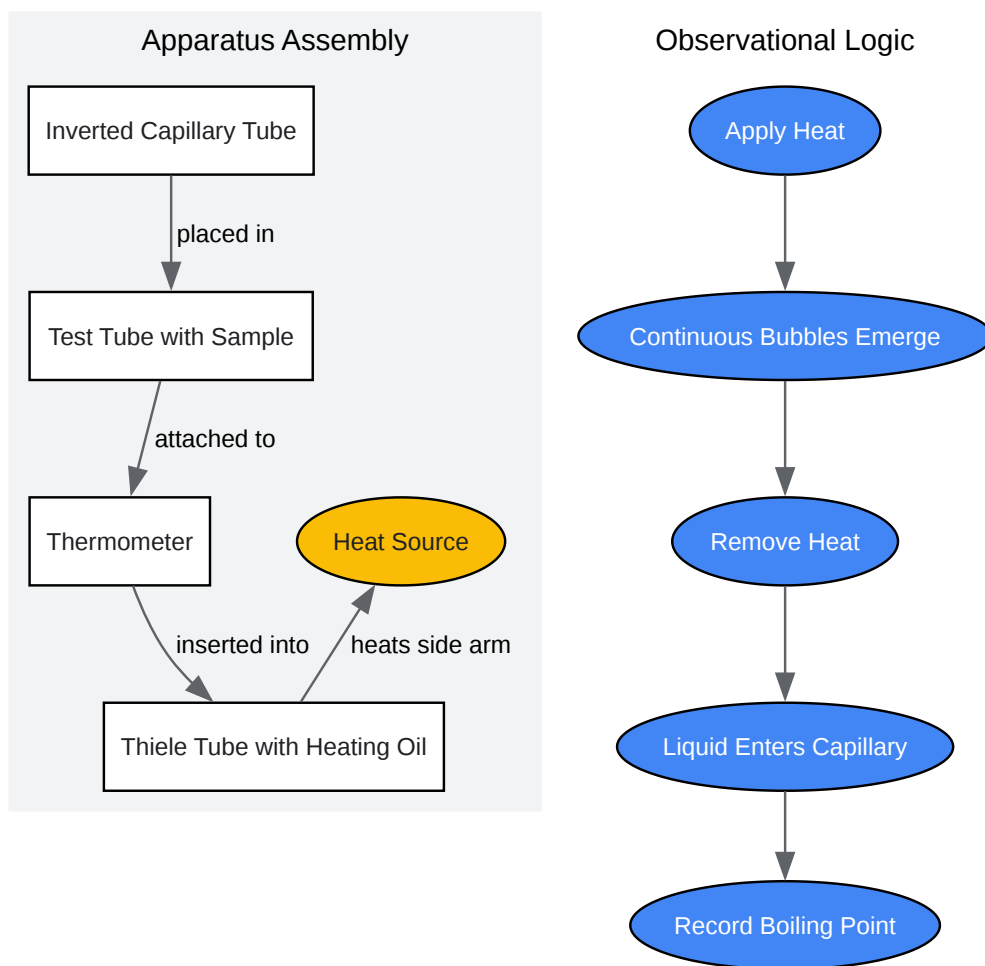 Apparatus Assembly
Inverted Capillary Tube
placed in
Test Tube with Sample
attached to
Thermometer
Heat Source
inserted into
heats side arm
Thiele Tube with Heating Oil
Observational Logic
Apply Heat
Continuous Bubbles Emerge
Remove Heat
Liquid Enters Capillary
Record Boiling Point